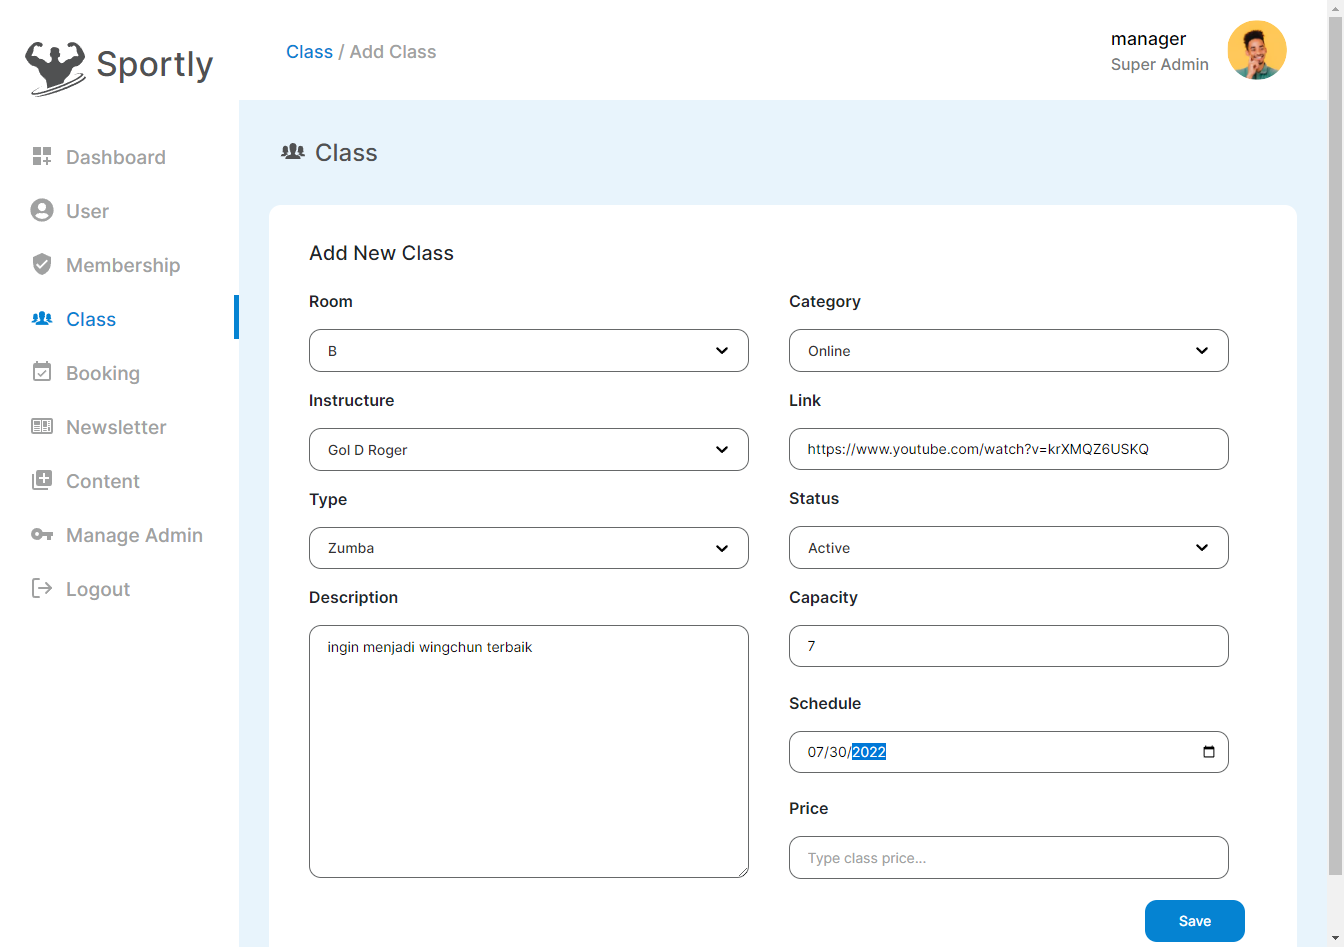 Sportly
Class / Add Class
manager
Super Admin
Dashboard
User
Membership
Class
Booking
Newsletter
Content
Manage Admin
Logout
Class
Add New Class
Room
B
Instructure
Gol D Roger
Type
Zumba
Description
ingin menjadi wingchun terbaik
Category
Online
Link
https://www.youtube.com/watch?v=krXMQZ6USKQ
Status
Active
Capacity
7
Schedule
07/30/2022
Price
Type class price...
Save